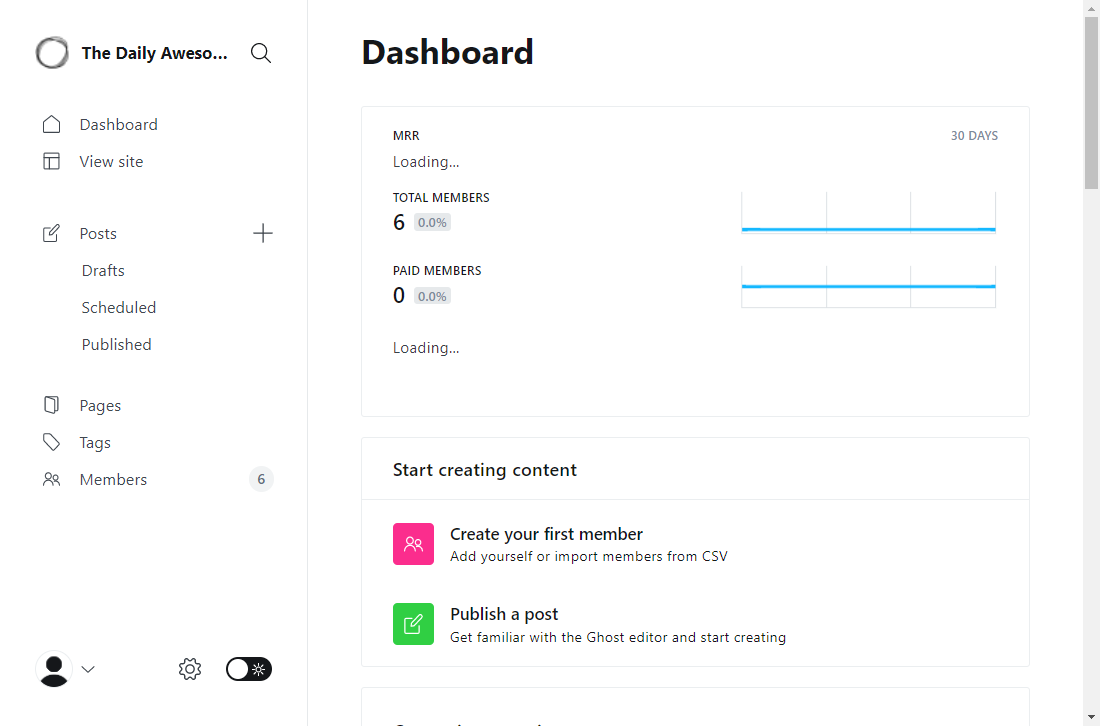 The Daily Aweso...
Dashboard
View site
Posts
Drafts
Scheduled
Published
Pages
Tags
Members 6
Dashboard
MRR 30 DAYS
Loading...
TOTAL MEMBERS
6 0.0%
PAID MEMBERS
0 0.0%
Loading...
Start creating content
Create your first member
Add yourself or import members from CSV
Publish a post
Get familiar with the Ghost editor and start creating